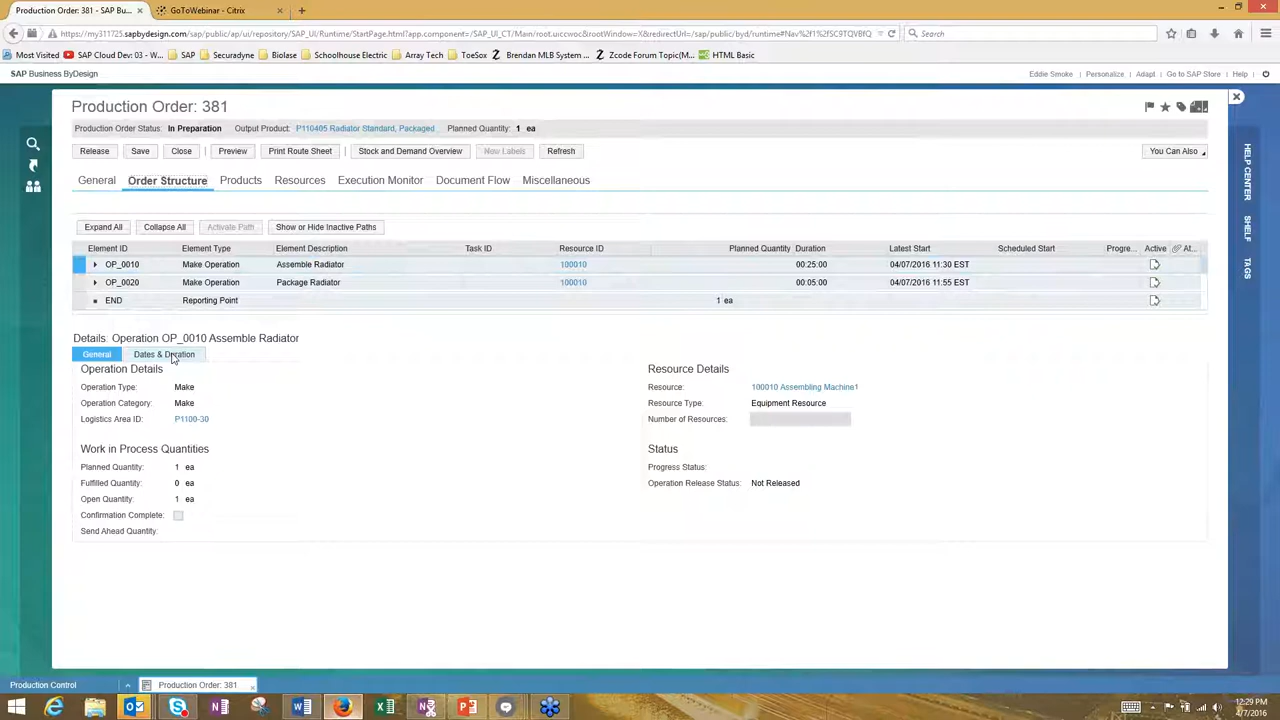 Production Order: 381 - SAP Bu...
GoToWebinar - Citrix
https://my311725.sapbydesign.com/sap/public/ap/ui/repository/SAP_UI/Runtime/StartPage.html?app.component=/SAP_UI_CT/Main/root.uiccwoc&rootWindow=X&redirectUrl=/sap/public/byd/runtime#Nav
Search
Most Visited SAP Cloud Dev: 03 - W... SAP Securadyne Biolase Schoolhouse Electric Array Tech ToeSox Brendan MLB System ... Zcode Forum Topic(M... HTML Basic
SAP Business ByDesign
Eddie Smoke Personalize Adapt Go to SAP Store Help
Production Order: 381
Production Order Status: In Preparation Output Product: P110405 Radiator Standard, Packaged Planned Quantity: 1 ea
Release Save Close Preview Print Route Sheet Stock and Demand Overview New Labels Refresh You Can Also
General Order Structure Products Resources Execution Monitor Document Flow Miscellaneous
Expand All Collapse All Activate Path Show or Hide Inactive Paths
Element ID Element Type Element Description Task ID Resource ID Planned Quantity Duration Latest Start Scheduled Start Progre... Active At...
OP_0010 Make Operation Assemble Radiator 100010 00:25:00 04/07/2016 11:30 EST
OP_0020 Make Operation Package Radiator 100010 00:05:00 04/07/2016 11:55 EST
END Reporting Point 1 ea
Details: Operation OP_0010 Assemble Radiator
General Dates & Duration
Operation Details
Operation Type: Make
Operation Category: Make
Logistics Area ID: P1100-30
Work in Process Quantities
Planned Quantity: 1 ea
Fulfilled Quantity: 0 ea
Open Quantity: 1 ea
Confirmation Complete:
Send Ahead Quantity:
Resource Details
Resource: 100010 Assembling Machine1
Resource Type: Equipment Resource
Number of Resources:
Status
Progress Status:
Operation Release Status: Not Released
HELP CENTER
SHELF
TAGS
Production Control
Production Order: 381
12:29 PM
4/7/2016